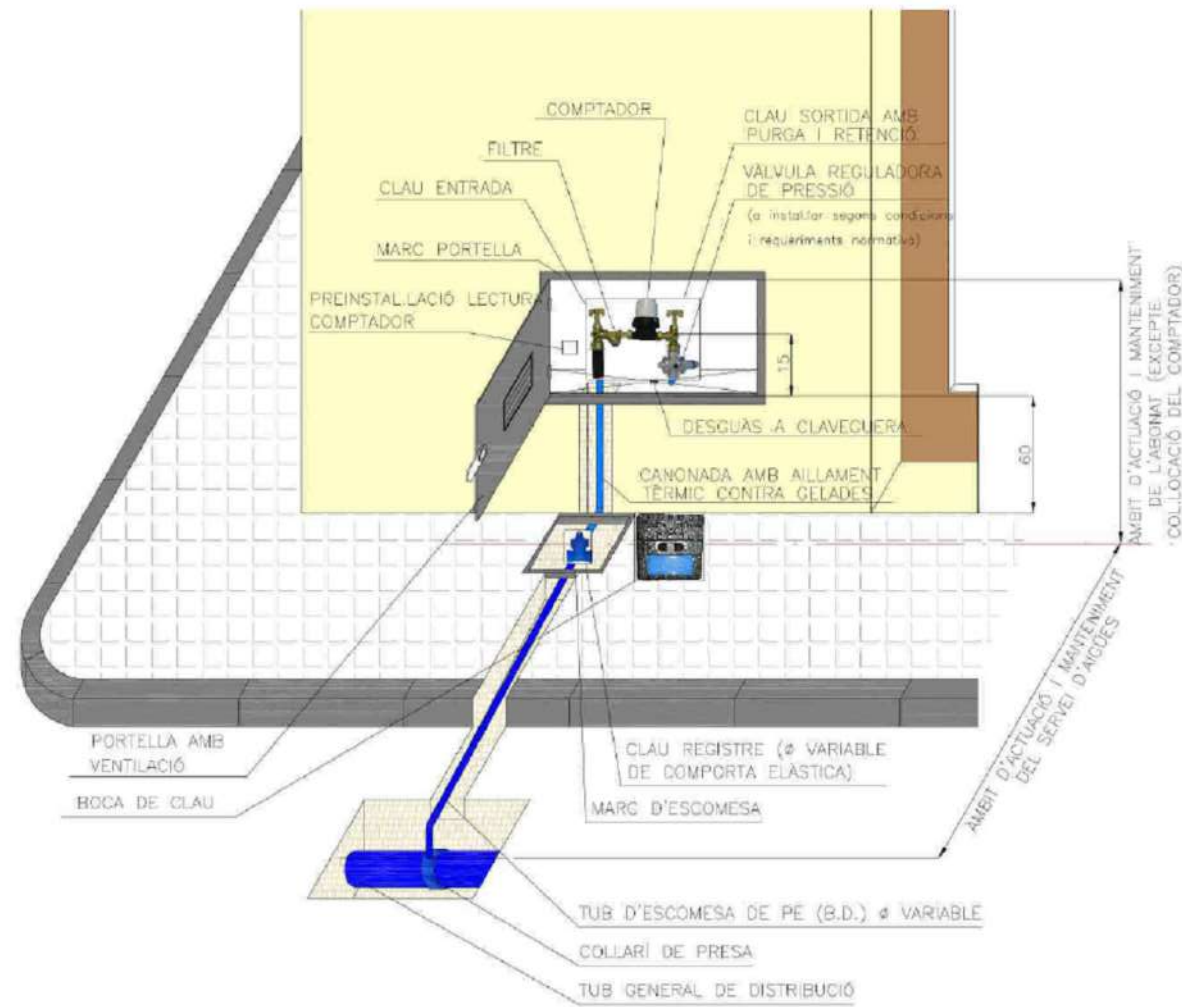 COMPTADOR
CLAU SORTIDA AMB
PURGA I RETENCIÓ.
FILTRE
VÀLVULA REGULADORA
DE PRESSIÓ
(a instal.lar segons condicions
i requeriments normativa)
CLAU ENTRADA
MARC PORTELLA
PREINSTAL.LACIÓ LECTURA
COMPTADOR
15
DESGUÀS A CLAVEGUERA
60
CANONADA AMB AILLAMENT
TÈRMIC CONTRA GELADES
ÀMBIT D'ACTUACIÓ I MANTENIMENT
DE L'ABONAT (EXCEPTE
COL.LOCACIÓ DEL COMPTADOR)
ÀMBIT D'ACTUACIÓ I MANTENIMENT
DEL SERVEI D'AIGÜES
PORTELLA AMB
VENTILACIÓ
CLAU REGISTRE (ø VARIABLE
DE COMPORTA ELÀSTICA)
BOCA DE CLAU
MARC D'ESCOMESA
TUB D'ESCOMESA DE PE (B.D.) ø VARIABLE
COLLARÍ DE PRESA
TUB GENERAL DE DISTRIBUCIÓ